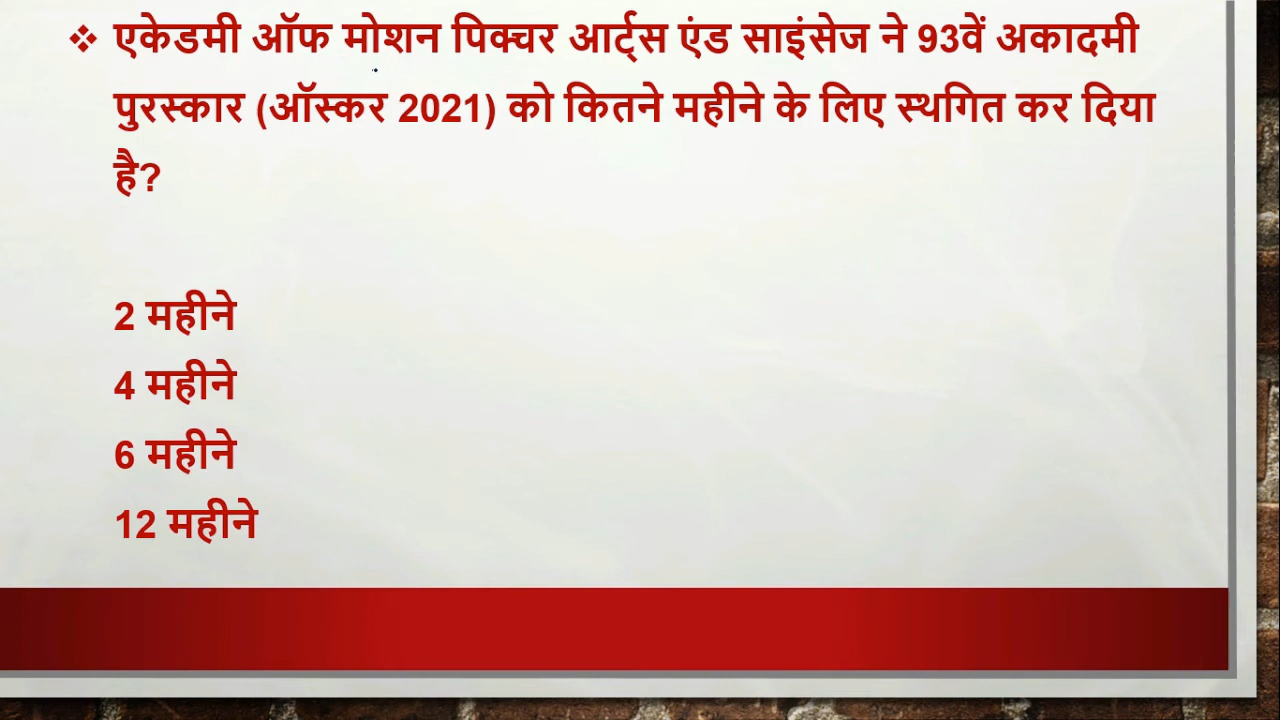 ❖ एकेडमी ऑफ मोशन पिक्चर आर्ट्स एंड साइंसेज ने 93वें अकादमी
पुरस्कार (ऑस्कर 2021) को कितने महीने के लिए स्थगित कर दिया
है?
2 महीने
4 महीने
6 महीने
12 महीने